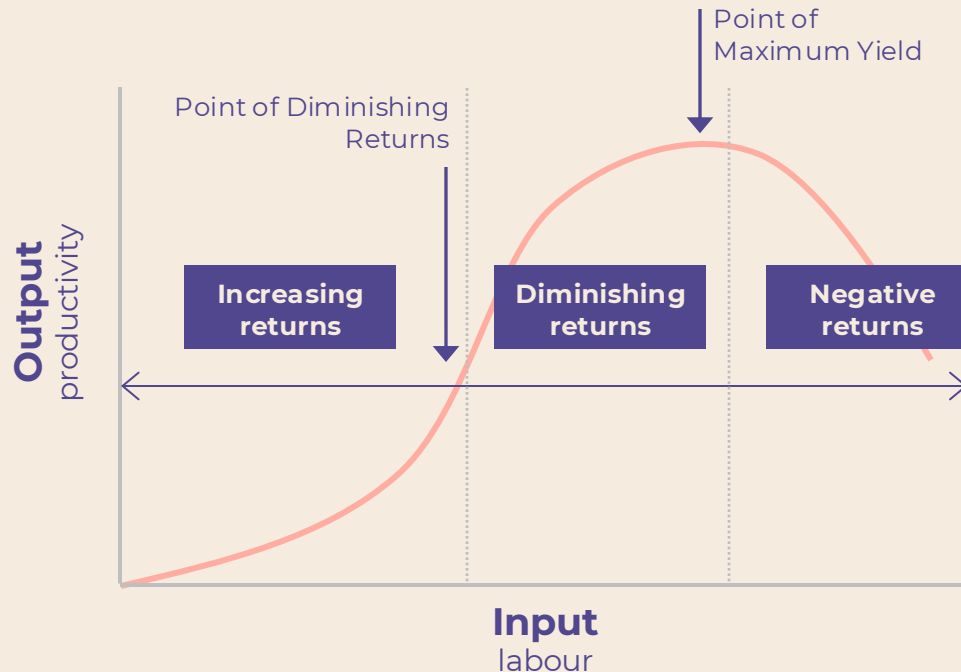 Point of
Maximum Yield
Point of Diminishing
Returns
Output
productivity
Increasing
returns
Diminishing
returns
Negative
returns
Input
labour